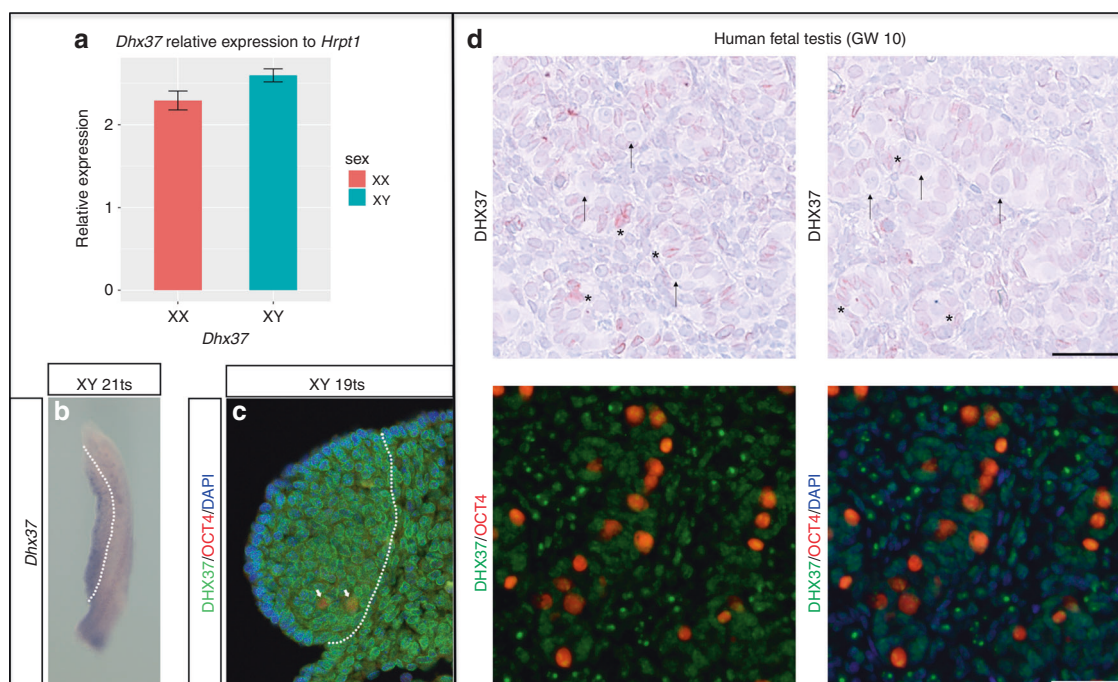 a
Dhx37 relative expression to Hrpt1
Relative expression
2
1
0
XX
XY
Dhx37
sex
XX
XY
XY 21ts
b
Dhx37
XY 19ts
c
DHX37/OCT4/DAPI
d
Human fetal testis (GW 10)
DHX37
*
*
*
DHX37
*
*
*
DHX37/OCT4
DHX37/OCT4/DAPI